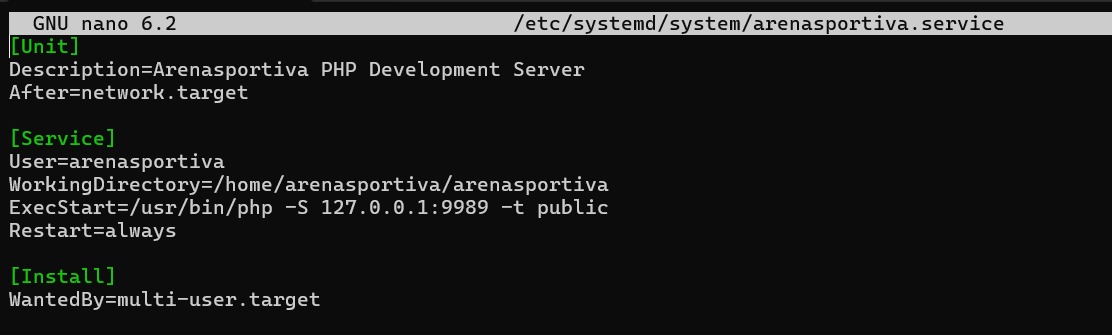 GNU nano 6.2 /etc/systemd/system/arenasportiva.service
[Unit]
Description=Arenasportiva PHP Development Server
After=network.target
[Service]
User=arenasportiva
WorkingDirectory=/home/arenasportiva/arenasportiva
ExecStart=/usr/bin/php -S 127.0.0.1:9989 -t public
Restart=always
[Install]
WantedBy=multi-user.target